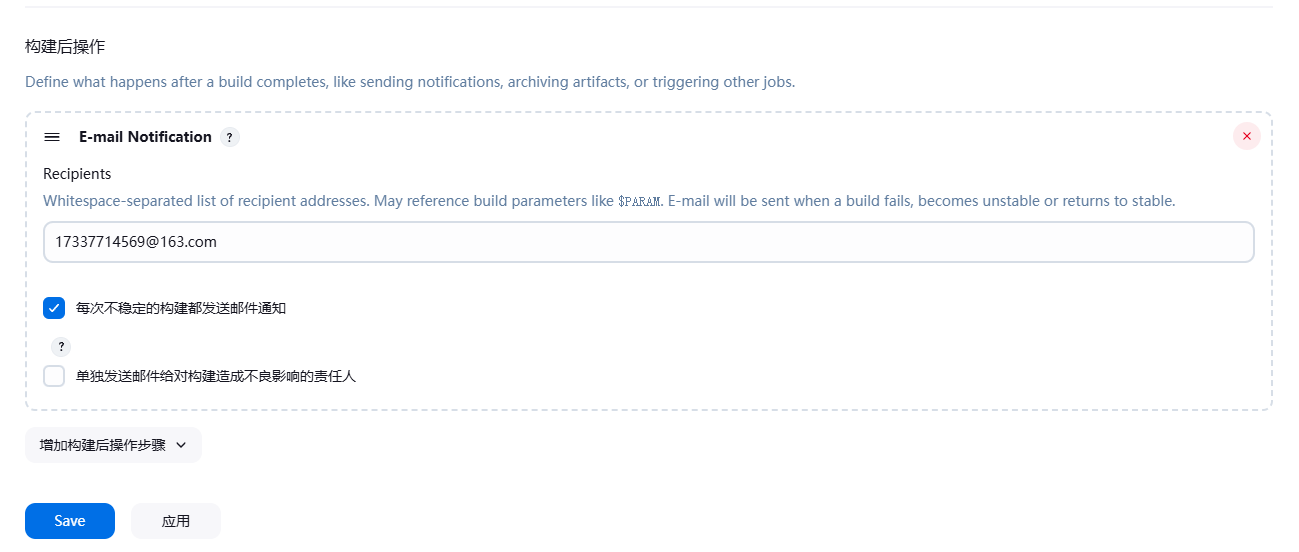 构建后操作
Define what happens after a build completes, like sending notifications, archiving artifacts, or triggering other jobs.
E-mail Notification ?
Recipients
Whitespace-separated list of recipient addresses. May reference build parameters like $PARAM. E-mail will be sent when a build fails, becomes unstable or returns to stable.
17337714569@163.com
每次不稳定的构建都发送邮件通知
?
单独发送邮件给对构建造成不良影响的责任人
增加构建后操作步骤
Save 应用